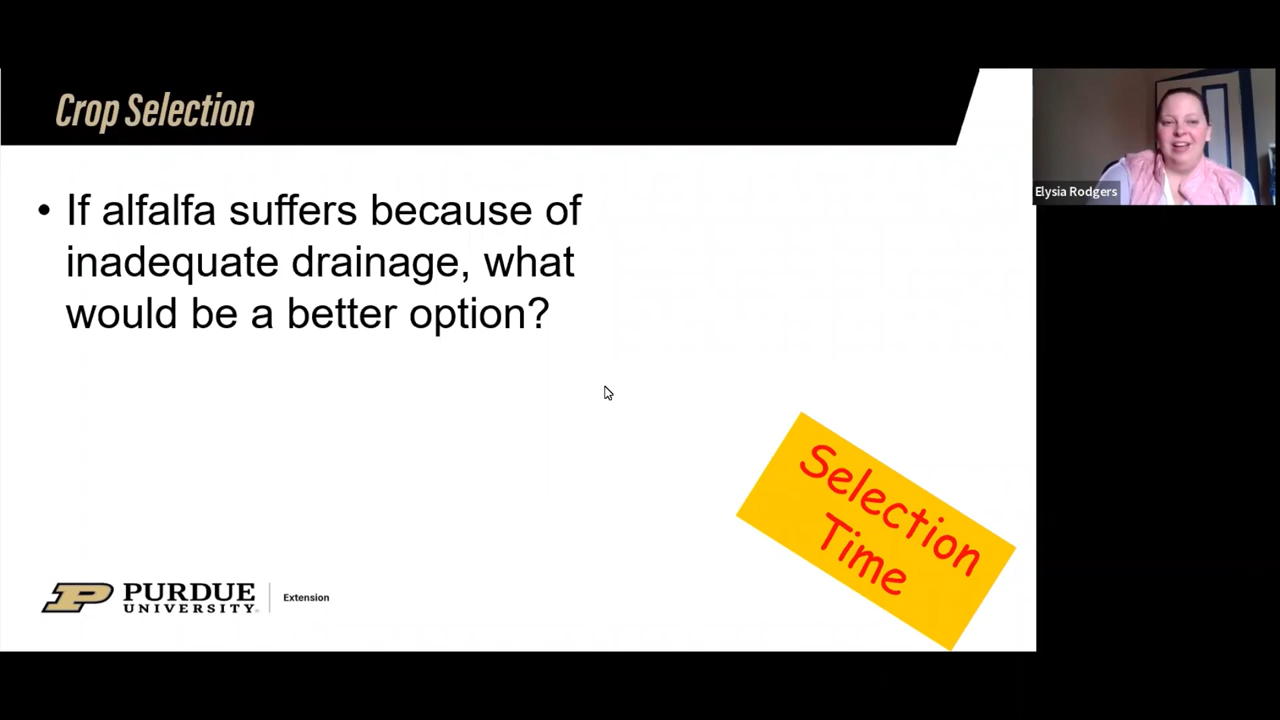 Crop Selection
• If alfalfa suffers because of
inadequate drainage, what
would be a better option?
Selection
Time
PURDUE
UNIVERSITY.
Extension
Elysia Rodgers